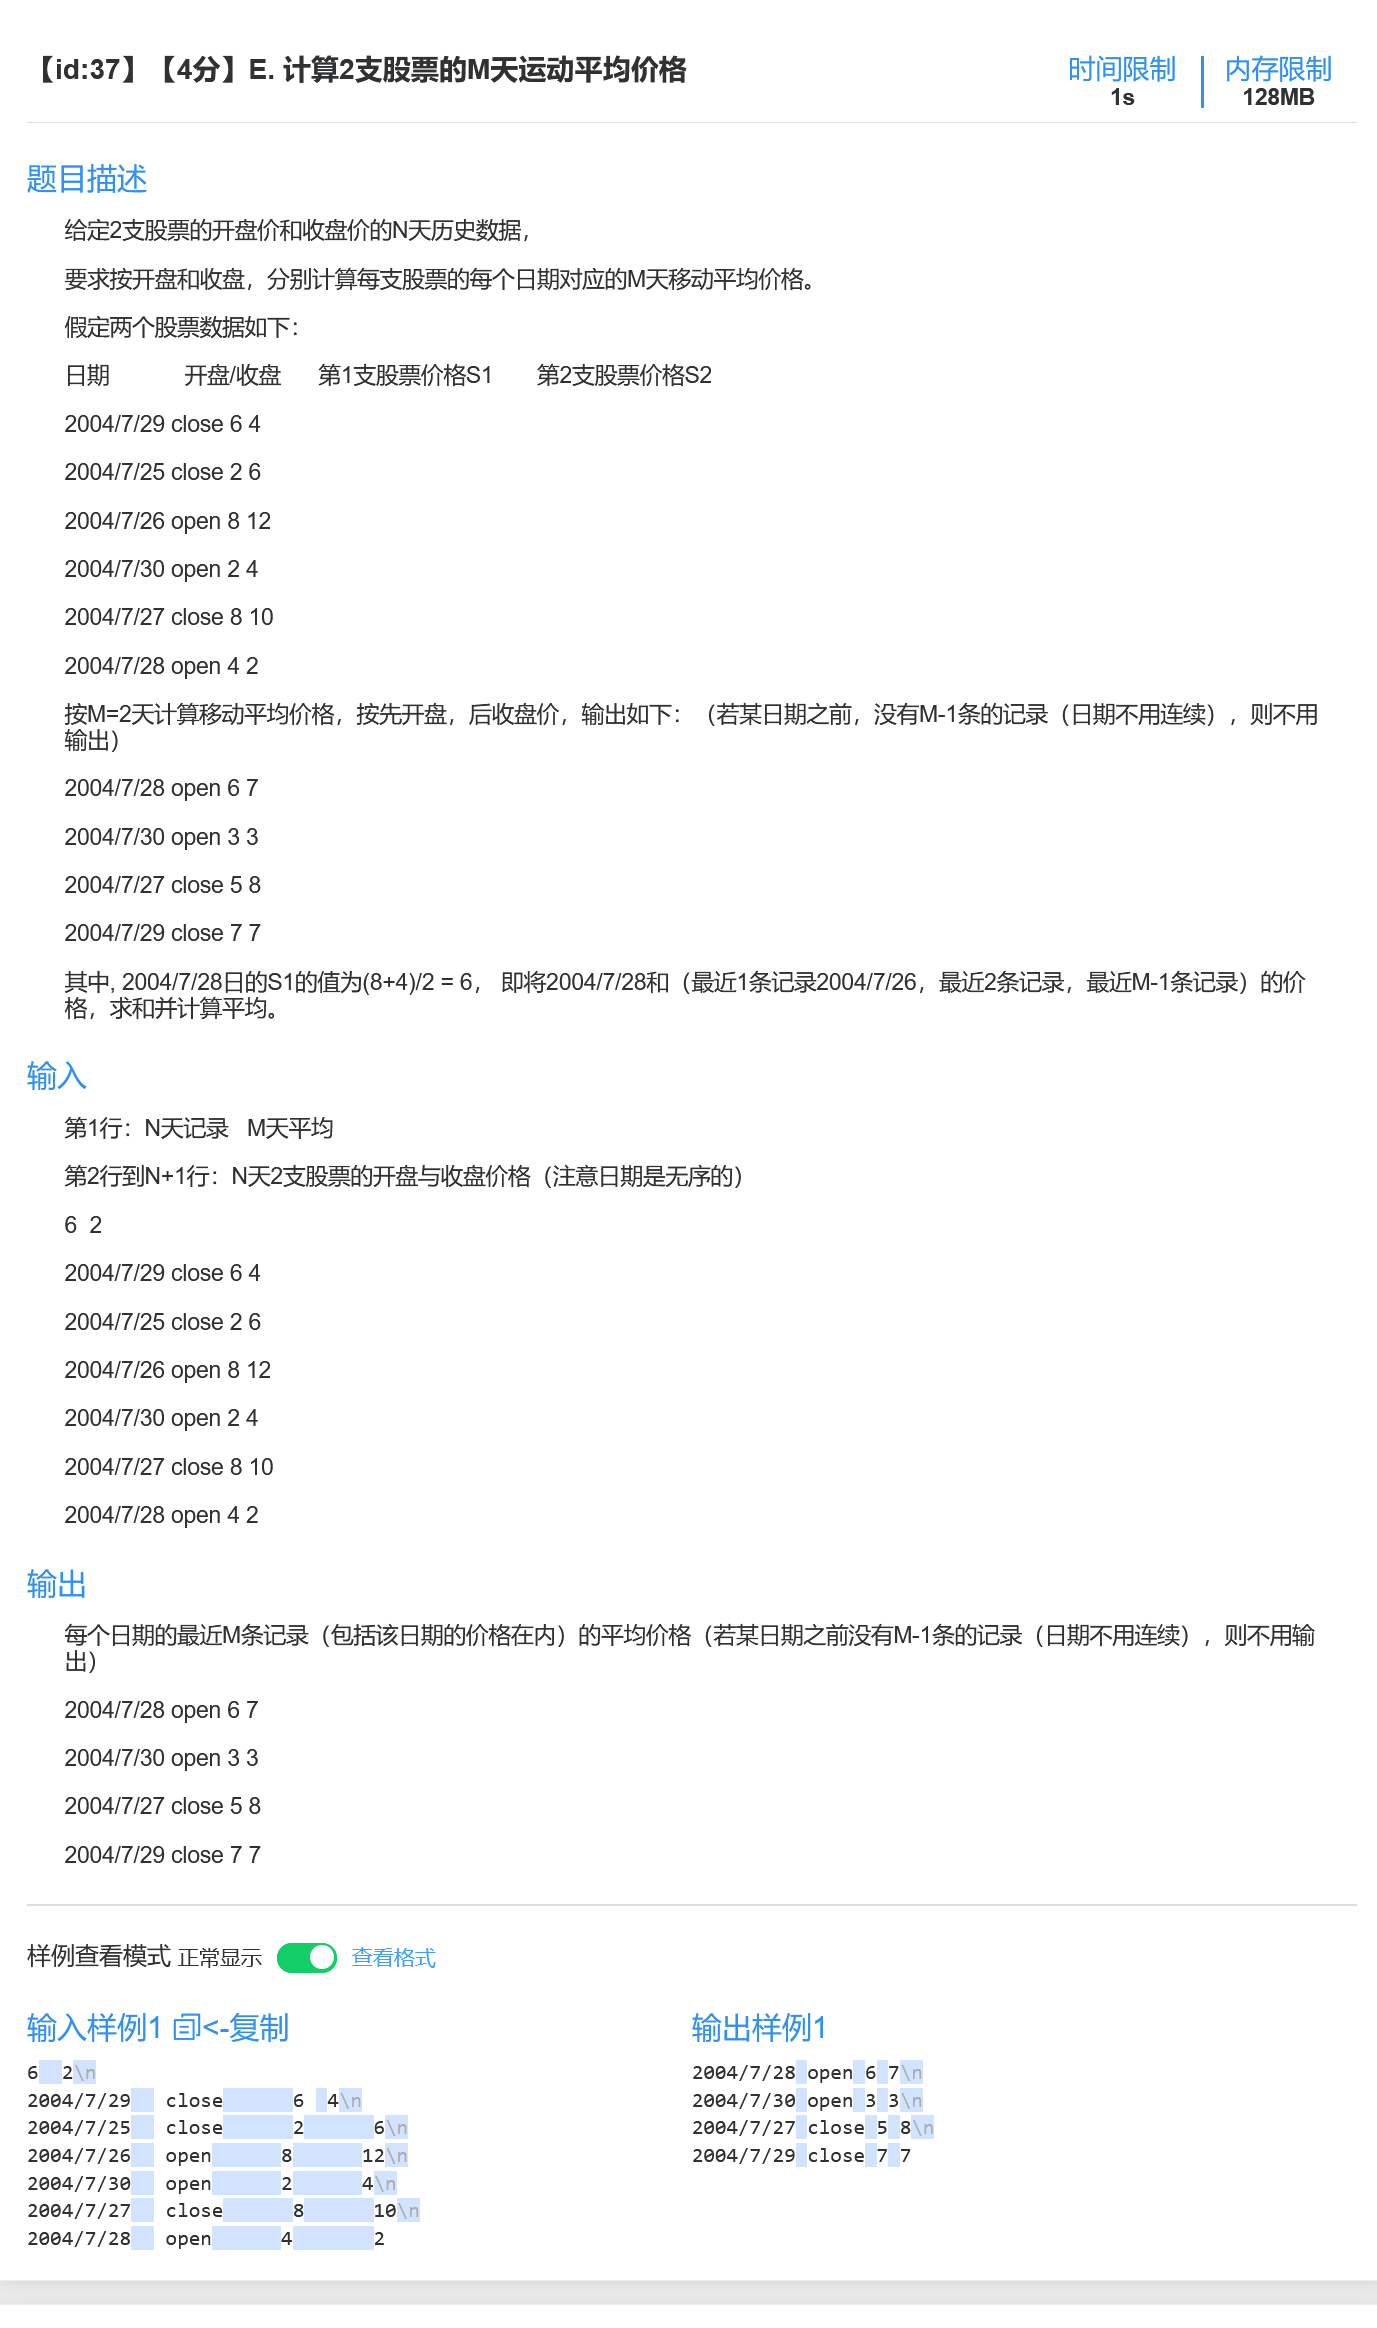 【id:37】【4分】E. 计算2支股票的M天运动平均价格
时间限制
1s
内存限制
128MB
题目描述
给定2支股票的开盘价和收盘价的N天历史数据，
要求按开盘和收盘，分别计算每支股票的每个日期对应的M天移动平均价格。
假定两个股票数据如下：
日期 开盘/收盘 第1支股票价格S1 第2支股票价格S2
2004/7/29 close 6 4
2004/7/25 close 2 6
2004/7/26 open 8 12
2004/7/30 open 2 4
2004/7/27 close 8 10
2004/7/28 open 4 2
按M=2天计算移动平均价格，按先开盘，后收盘价，输出如下：（若某日期之前，没有M-1条的记录（日期不用连续），则不用
输出）
2004/7/28 open 6 7
2004/7/30 open 3 3
2004/7/27 close 5 8
2004/7/29 close 7 7
其中, 2004/7/28日的S1的值为(8+4)/2 = 6， 即将2004/7/28和（最近1条记录2004/7/26，最近2条记录，最近M-1条记录）的价
格，求和并计算平均。
输入
第1行：N天记录 M天平均
第2行到N+1行：N天2支股票的开盘与收盘价格（注意日期是无序的）
6 2
2004/7/29 close 6 4
2004/7/25 close 2 6
2004/7/26 open 8 12
2004/7/30 open 2 4
2004/7/27 close 8 10
2004/7/28 open 4 2
输出
每个日期的最近M条记录（包括该日期的价格在内）的平均价格（若某日期之前没有M-1条的记录（日期不用连续），则不用输
出）
2004/7/28 open 6 7
2004/7/30 open 3 3
2004/7/27 close 5 8
2004/7/29 close 7 7
样例查看模式 正常显示 查看格式
输入样例1 <-复制
6 2\n
2004/7/29 close 6 4\n
2004/7/25 close 2 6\n
2004/7/26 open 8 12\n
2004/7/30 open 2 4\n
2004/7/27 close 8 10\n
2004/7/28 open 4 2
输出样例1
2004/7/28 open 6 7\n
2004/7/30 open 3 3\n
2004/7/27 close 5 8\n
2004/7/29 close 7 7